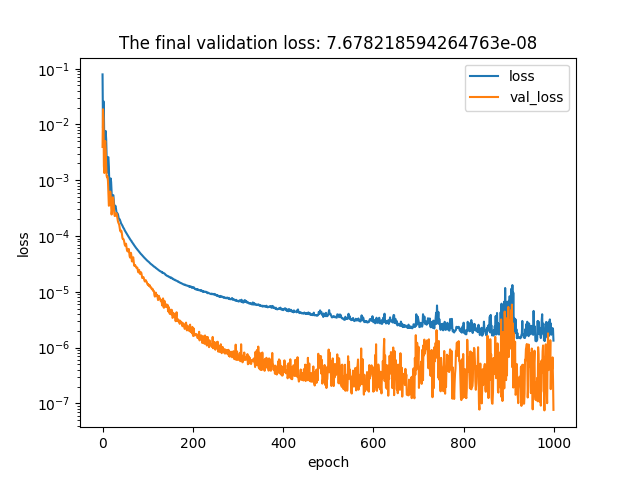 The final validation loss: 7.678218594264763e-08
loss
val_loss
10⁻¹
10⁻²
10⁻³
10⁻⁴
10⁻⁵
10⁻⁶
10⁻⁷
loss
0 200 400 600 800 1000
epoch